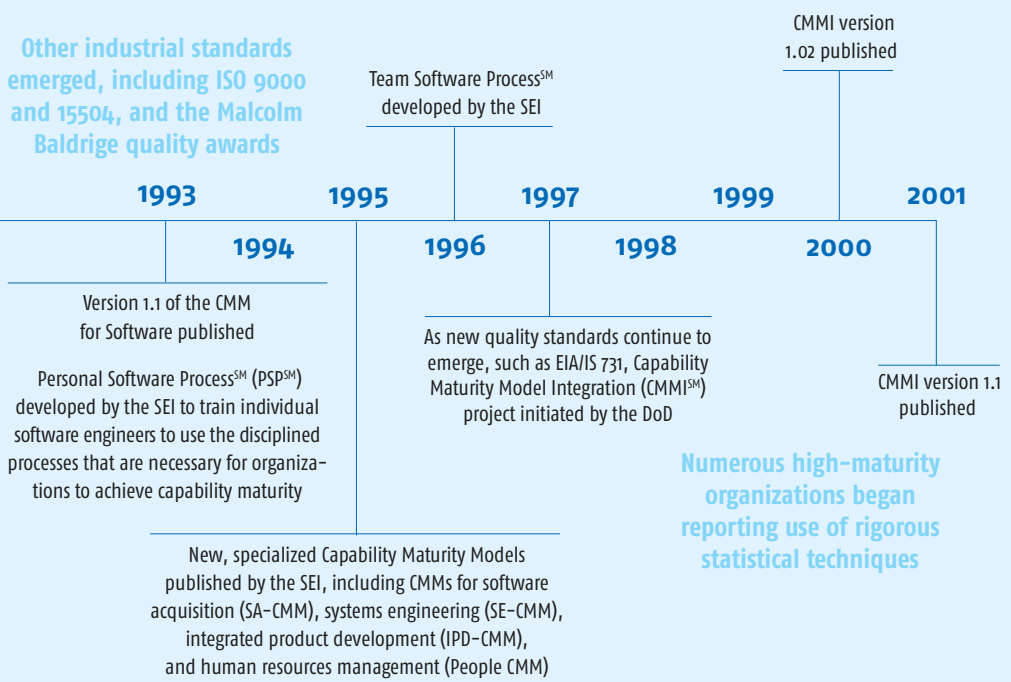 Other industrial standards
emerged, including ISO 9000
and 15504, and the Malcolm
Baldrige quality awards
Team Software Process℠
developed by the SEI
CMMI version
1.02 published
1993
1995
1997
1999
2001
1994
1996
1998
2000
Version 1.1 of the CMM
for Software published
Personal Software Process℠ (PSP℠)
developed by the SEI to train individual
software engineers to use the disciplined
processes that are necessary for organiza-
tions to achieve capability maturity
As new quality standards continue to
emerge, such as EIA/IS 731, Capability
Maturity Model Integration (CMMI℠)
project initiated by the DoD
CMMI version 1.1
published
Numerous high-maturity
organizations began
reporting use of rigorous
statistical techniques
New, specialized Capability Maturity Models
published by the SEI, including CMMs for software
acquisition (SA-CMM), systems engineering (SE-CMM),
integrated product development (IPD-CMM),
and human resources management (People CMM)